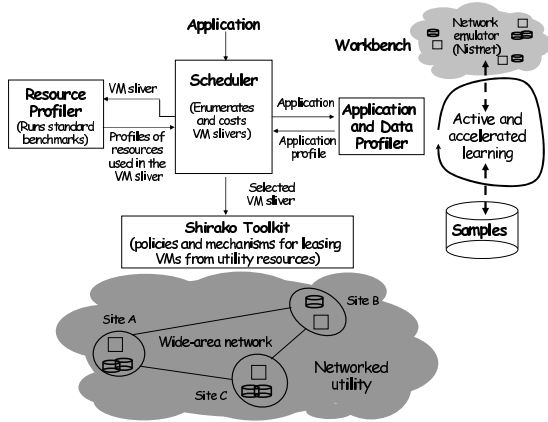 Application
Workbench
Network
emulator
(Nistnet)
Resource
Profiler
(Runs standard
benchmarks)
VM sliver
Profiles of
resources
used in the
VM sliver
Scheduler
(Enumerates
and costs
VM slivers)
Application
Application
profile
Application
and Data
Profiler
Active and
accelerated
learning
Samples
Selected
VM sliver
Shirako Toolkit
(policies and mechanisms for leasing
VMs from utility resources)
Site A
Site B
Wide-area network
Site C
Networked
utility